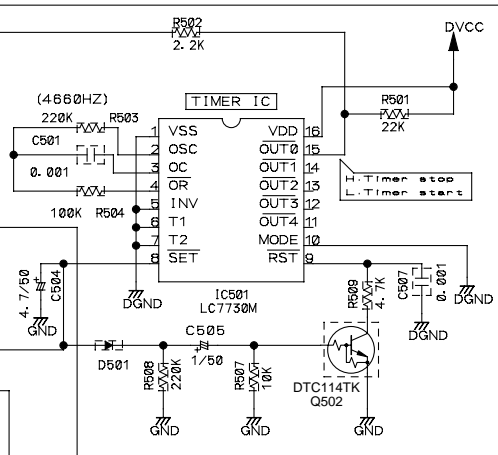 R502
2.2K
DVCC
(4660HZ)
TIMER IC
R501
22K
220K R503
C501
0.001
100K R504
1 VSS VDD 16
2 OSC OUT0 15
3 OC OUT1 14
4 OR OUT2 13
5 INV OUT3 12
6 T1 OUT4 11
7 T2 MODE 10
8 SET RST 9
H.Timer stop
L.Timer start
IC501
LC7730M
DGND
4.7/50
C504
GND
R509
4.7K
C507
0.001
DGND
DGND
D501
C505
1/50
R508
220K
R507
10K
DTC114TK
Q502
GND
GND
GND